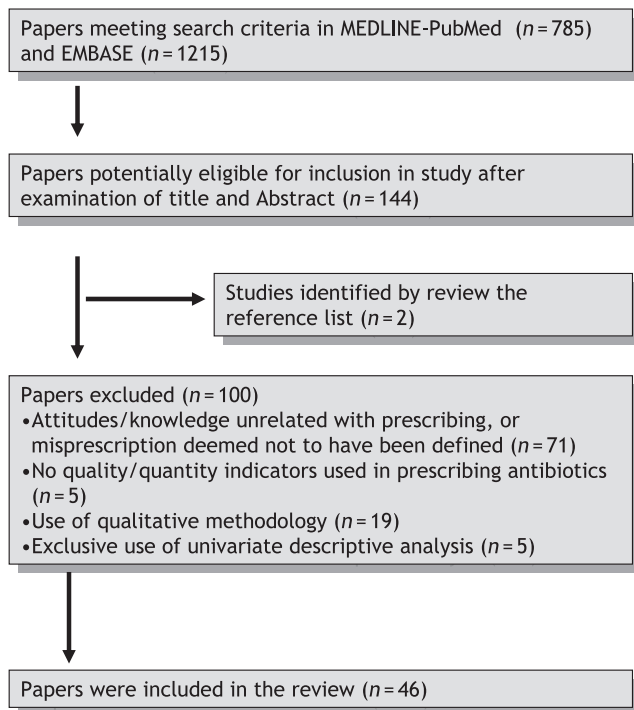 Papers meeting search criteria in MEDLINE-PubMed (n=785)
and EMBASE (n=1215)
Papers potentially eligible for inclusion in study after
examination of title and Abstract (n=144)
Studies identified by review the
reference list (n=2)
Papers excluded (n=100)
•Attitudes/knowledge unrelated with prescribing, or
misprescription deemed not to have been defined (n=71)
•No quality/quantity indicators used in prescribing antibiotics
(n=5)
•Use of qualitative methodology (n=19)
•Exclusive use of univariate descriptive analysis (n=5)
Papers were included in the review (n=46)